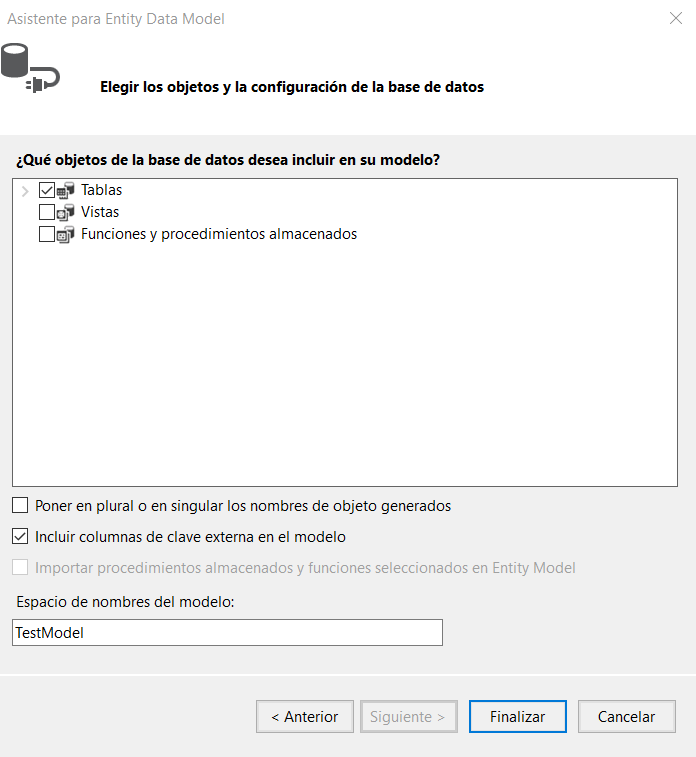 Asistente para Entity Data Model
Elegir los objetos y la configuración de la base de datos
¿Qué objetos de la base de datos desea incluir en su modelo?
Tablas
Vistas
Funciones y procedimientos almacenados
Poner en plural o en singular los nombres de objeto generados
Incluir columnas de clave externa en el modelo
Importar procedimientos almacenados y funciones seleccionados en Entity Model
Espacio de nombres del modelo:
TestModel
< Anterior Siguiente > Finalizar Cancelar